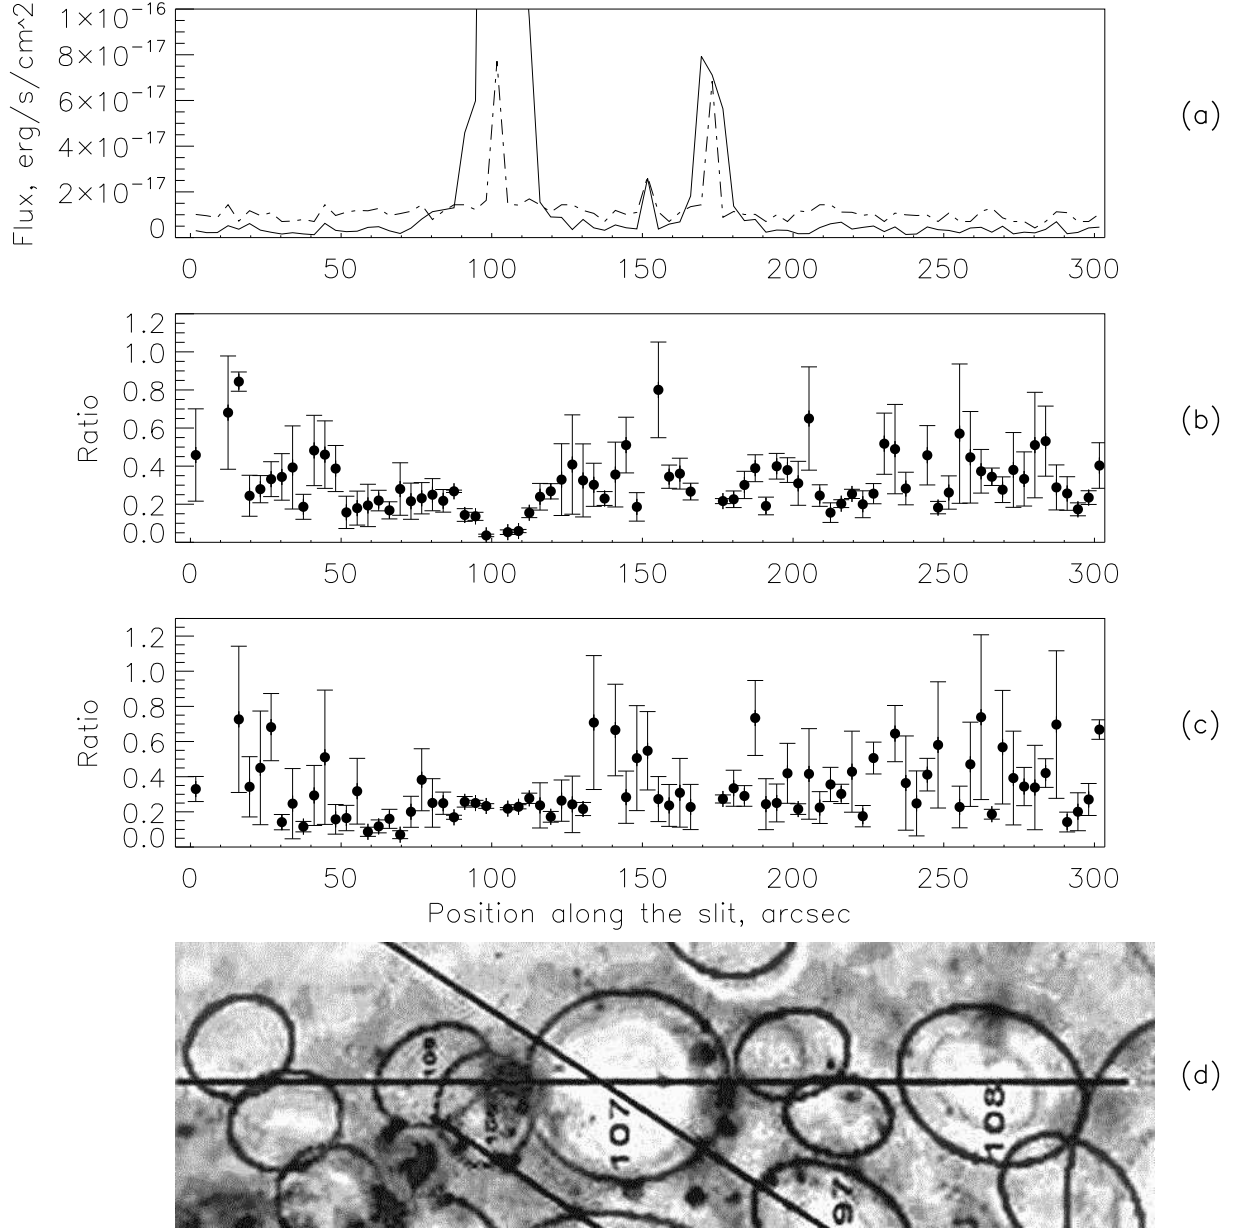 1×10⁻¹⁶
8×10⁻¹⁷
6×10⁻¹⁷
4×10⁻¹⁷
2×10⁻¹⁷
0
Flux, erg/s/cm^2
(a)
0 50 100 150 200 250 300
1.2
1.0
0.8
0.6
0.4
0.2
0.0
Ratio
(b)
0 50 100 150 200 250 300
1.2
1.0
0.8
0.6
0.4
0.2
0.0
Ratio
(c)
0 50 100 150 200 250 300
Position along the slit, arcsec
107
108
97
(d)